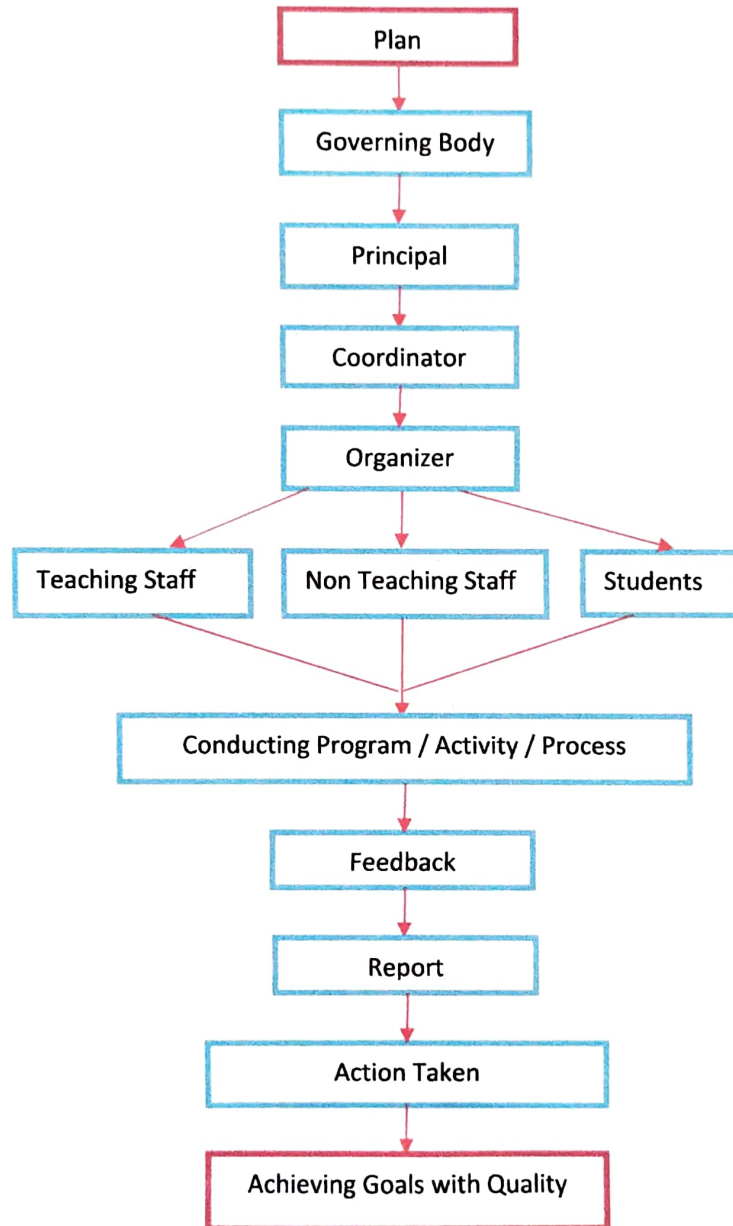 Plan
Governing Body
Principal
Coordinator
Organizer
Teaching Staff
Non Teaching Staff
Students
Conducting Program / Activity / Process
Feedback
Report
Action Taken
Achieving Goals with Quality